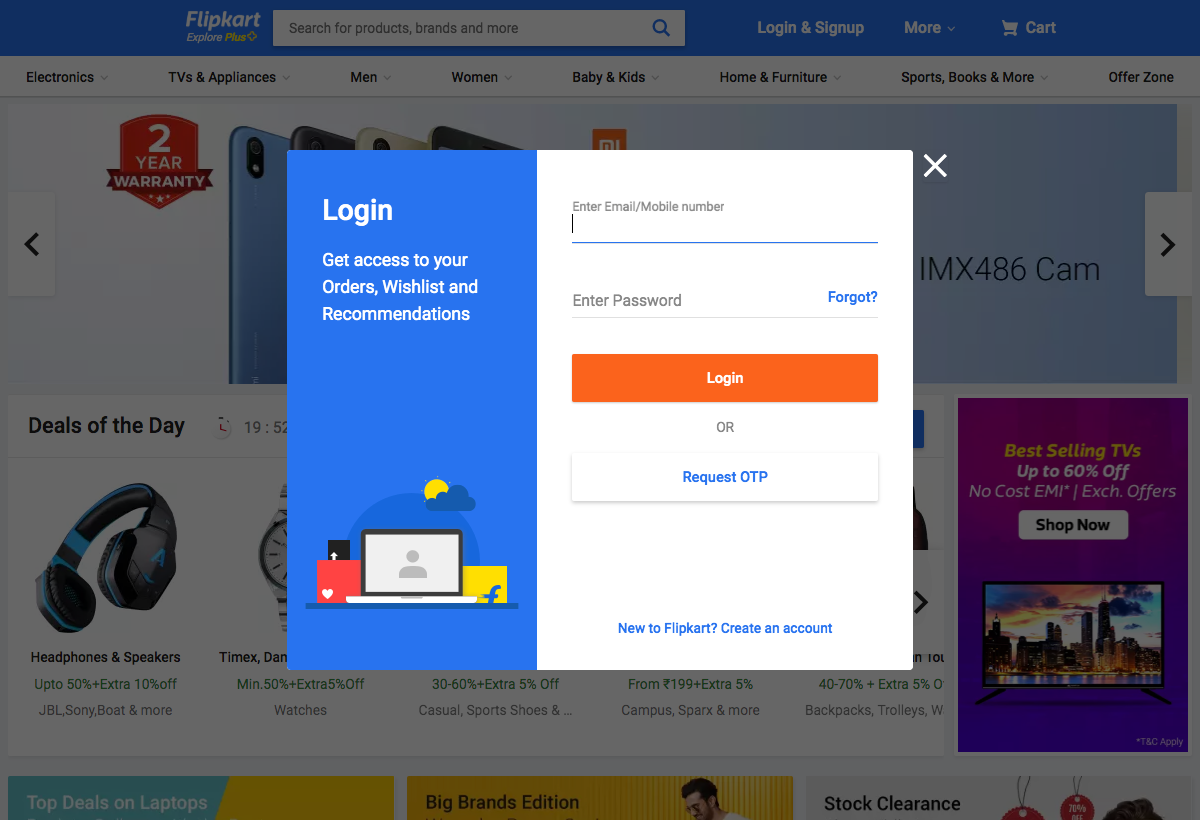 Flipkart
Explore Plus
Search for products, brands and more
Login & Signup
More
Cart
Electronics
TVs & Appliances
Men
Women
Baby & Kids
Home & Furniture
Sports, Books & More
Offer Zone
2
YEAR
WARRANTY
mi
IMX486 Cam
Login
Get access to your
Orders, Wishlist and
Recommendations
Enter Email/Mobile number
Enter Password
Forgot?
Login
OR
Request OTP
New to Flipkart? Create an account
Deals of the Day
19 : 52
Headphones & Speakers
Upto 50%+Extra 10%off
JBL,Sony,Boat & more
Timex, Dan
Min.50%+Extra5%Off
Watches
30-60%+Extra 5% Off
Casual, Sports Shoes & ...
From ₹199+Extra 5%
Campus, Sparx & more
40-70% + Extra 5% O
Backpacks, Trolleys, W
Best Selling TVs
Up to 60% Off
No Cost EMI* | Exch. Offers
Shop Now
*T&C Apply
Top Deals on Laptops
Big Brands Edition
Stock Clearance
70%
OFF